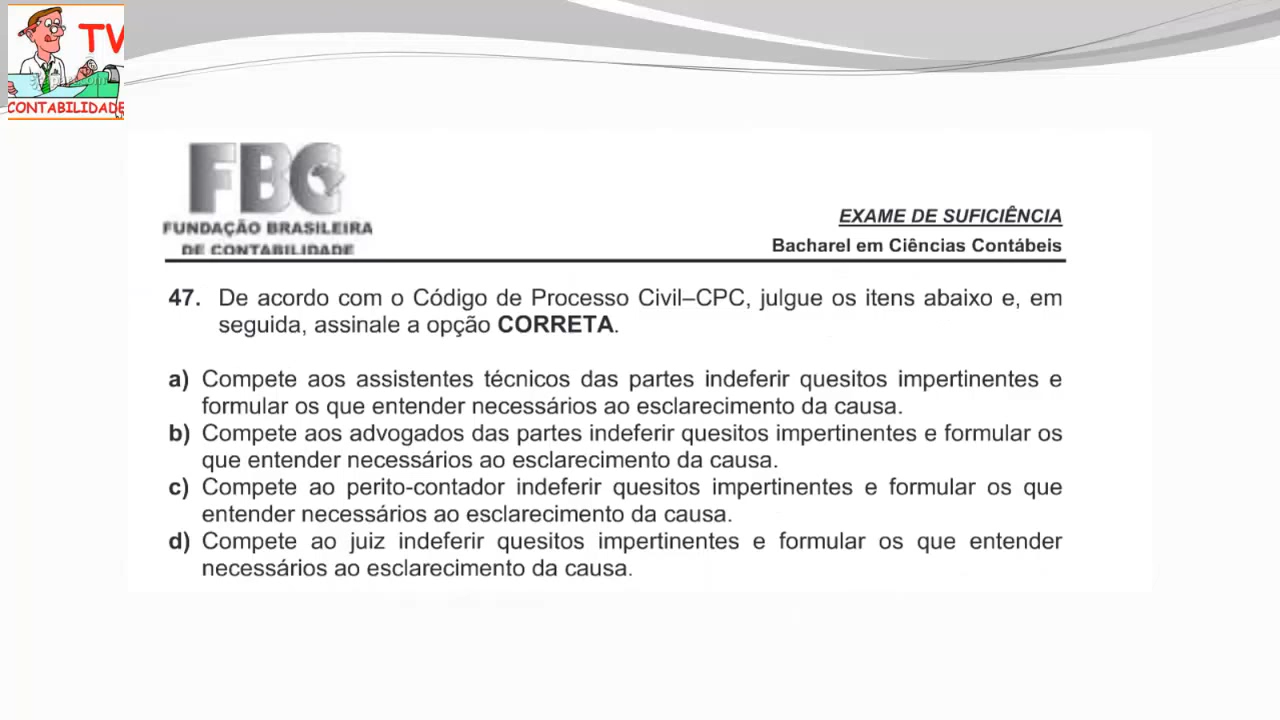 TV
CONTABILIDADE
FBC
FUNDAÇÃO BRASILEIRA
DE CONTABILIDADE
EXAME DE SUFICIÊNCIA
Bacharel em Ciências Contábeis
47. De acordo com o Código de Processo Civil–CPC, julgue os itens abaixo e, em
seguida, assinale a opção CORRETA.
a) Compete aos assistentes técnicos das partes indeferir quesitos impertinentes e
formular os que entender necessários ao esclarecimento da causa.
b) Compete aos advogados das partes indeferir quesitos impertinentes e formular os
que entender necessários ao esclarecimento da causa.
c) Compete ao perito-contador indeferir quesitos impertinentes e formular os que
entender necessários ao esclarecimento da causa.
d) Compete ao juiz indeferir quesitos impertinentes e formular os que entender
necessários ao esclarecimento da causa.